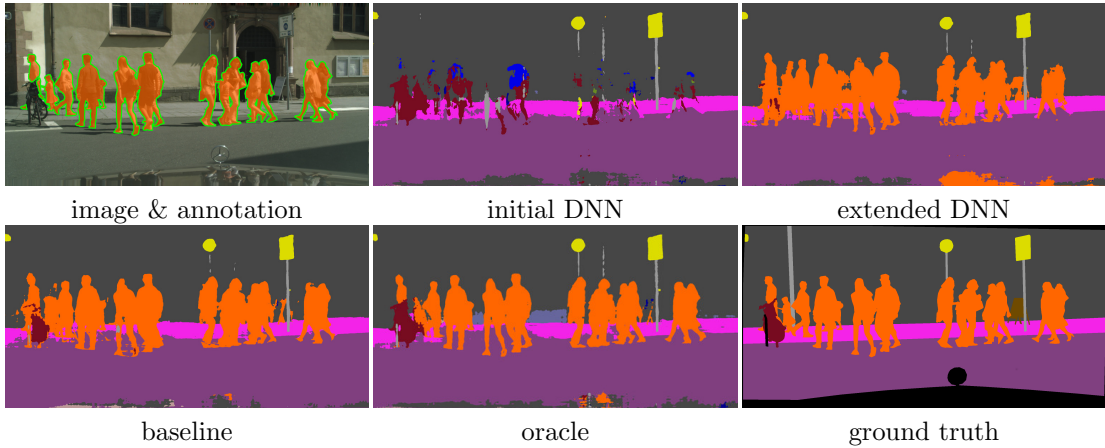 image & annotation
initial DNN
extended DNN
baseline
oracle
ground truth